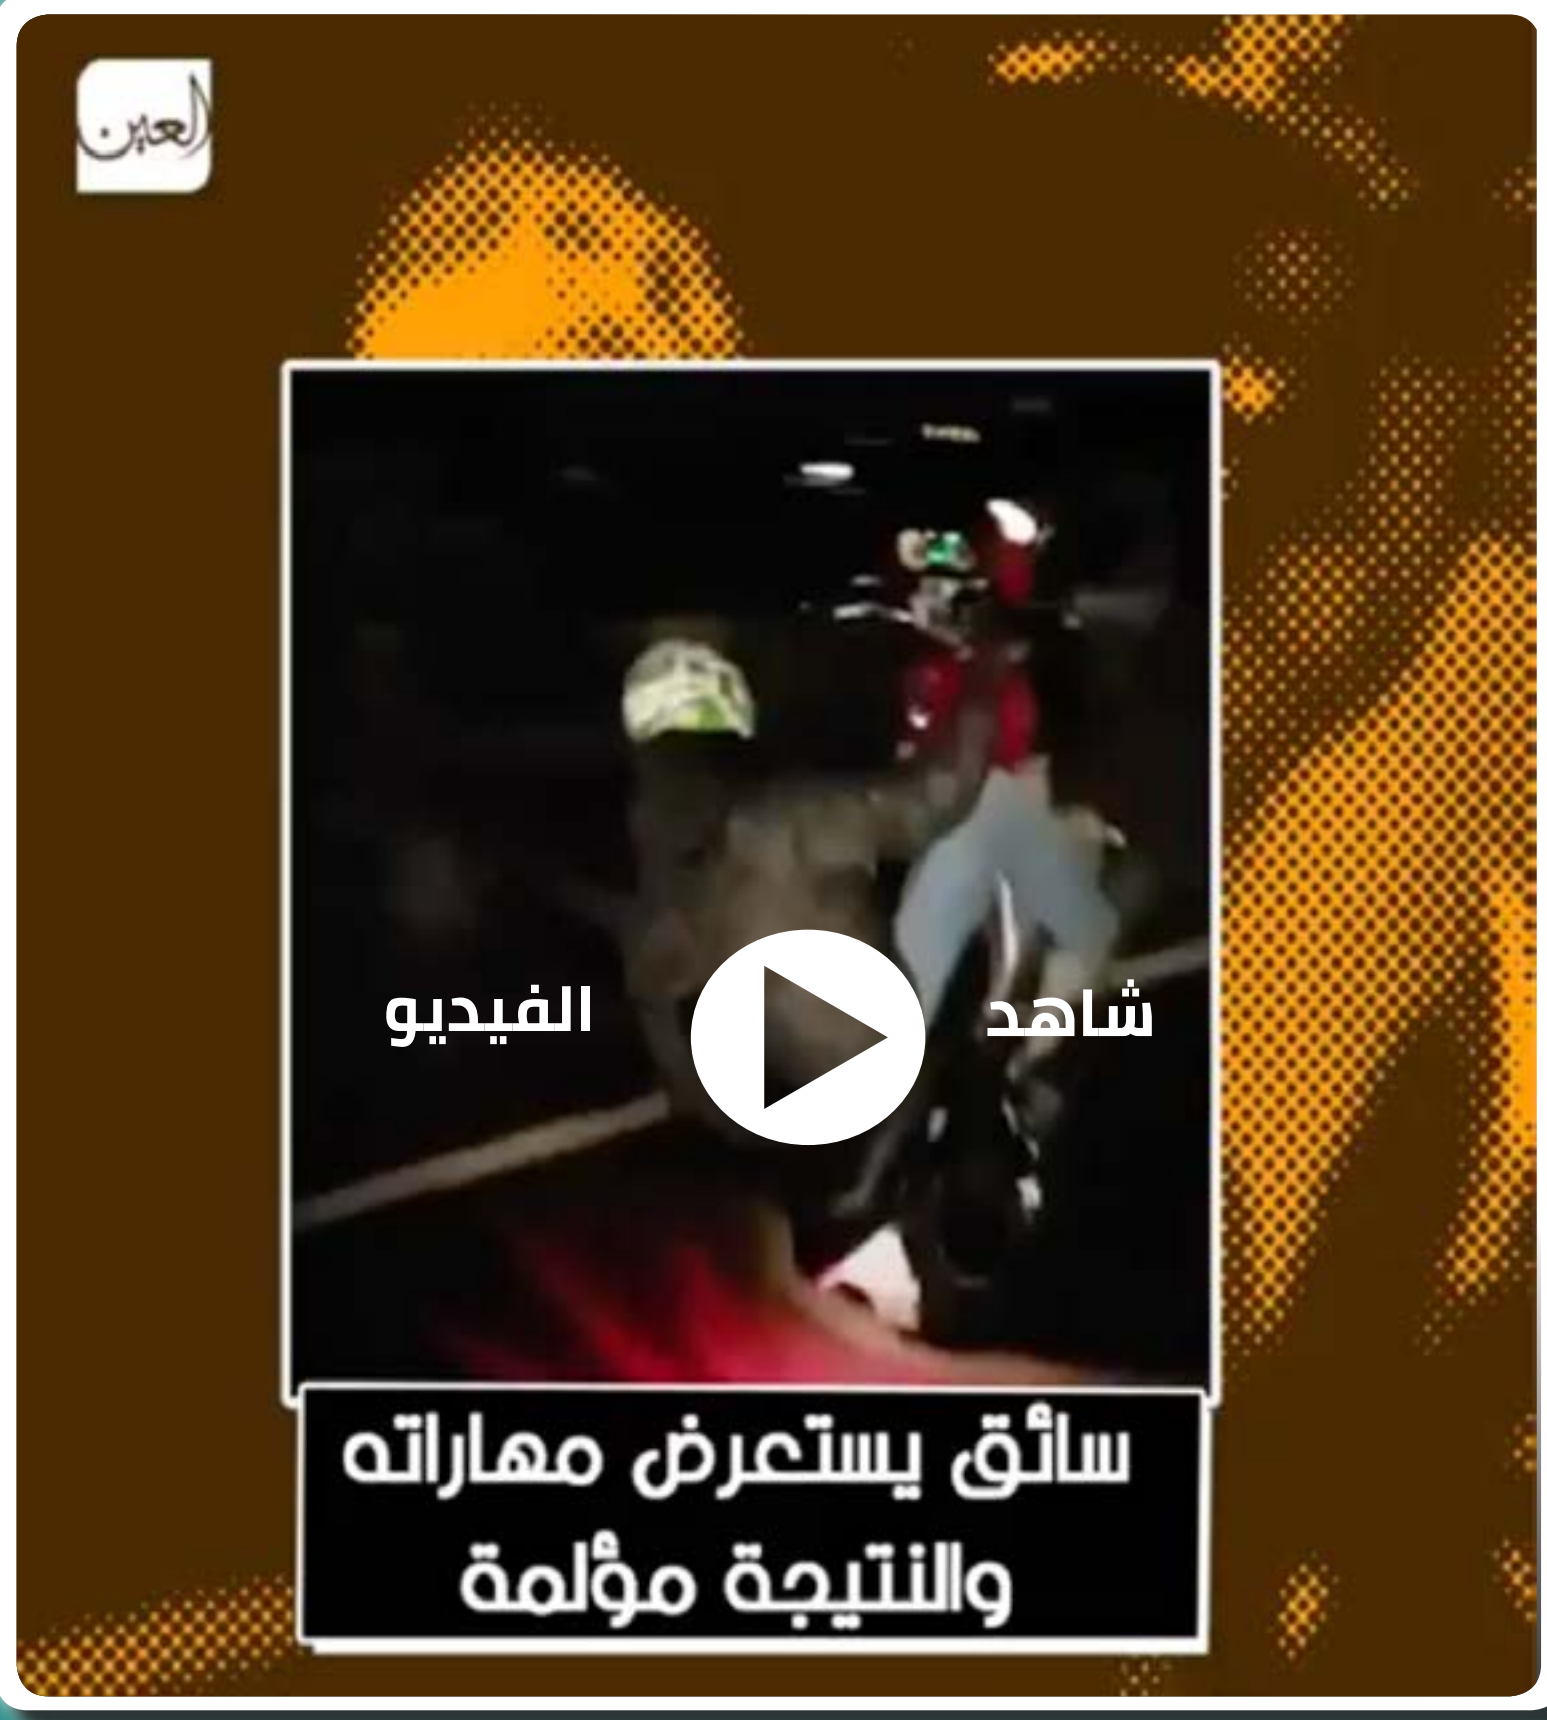 العين
شاهد
الفيديو
سائق يستعرض مهاراته
والنتيجة مؤلمة